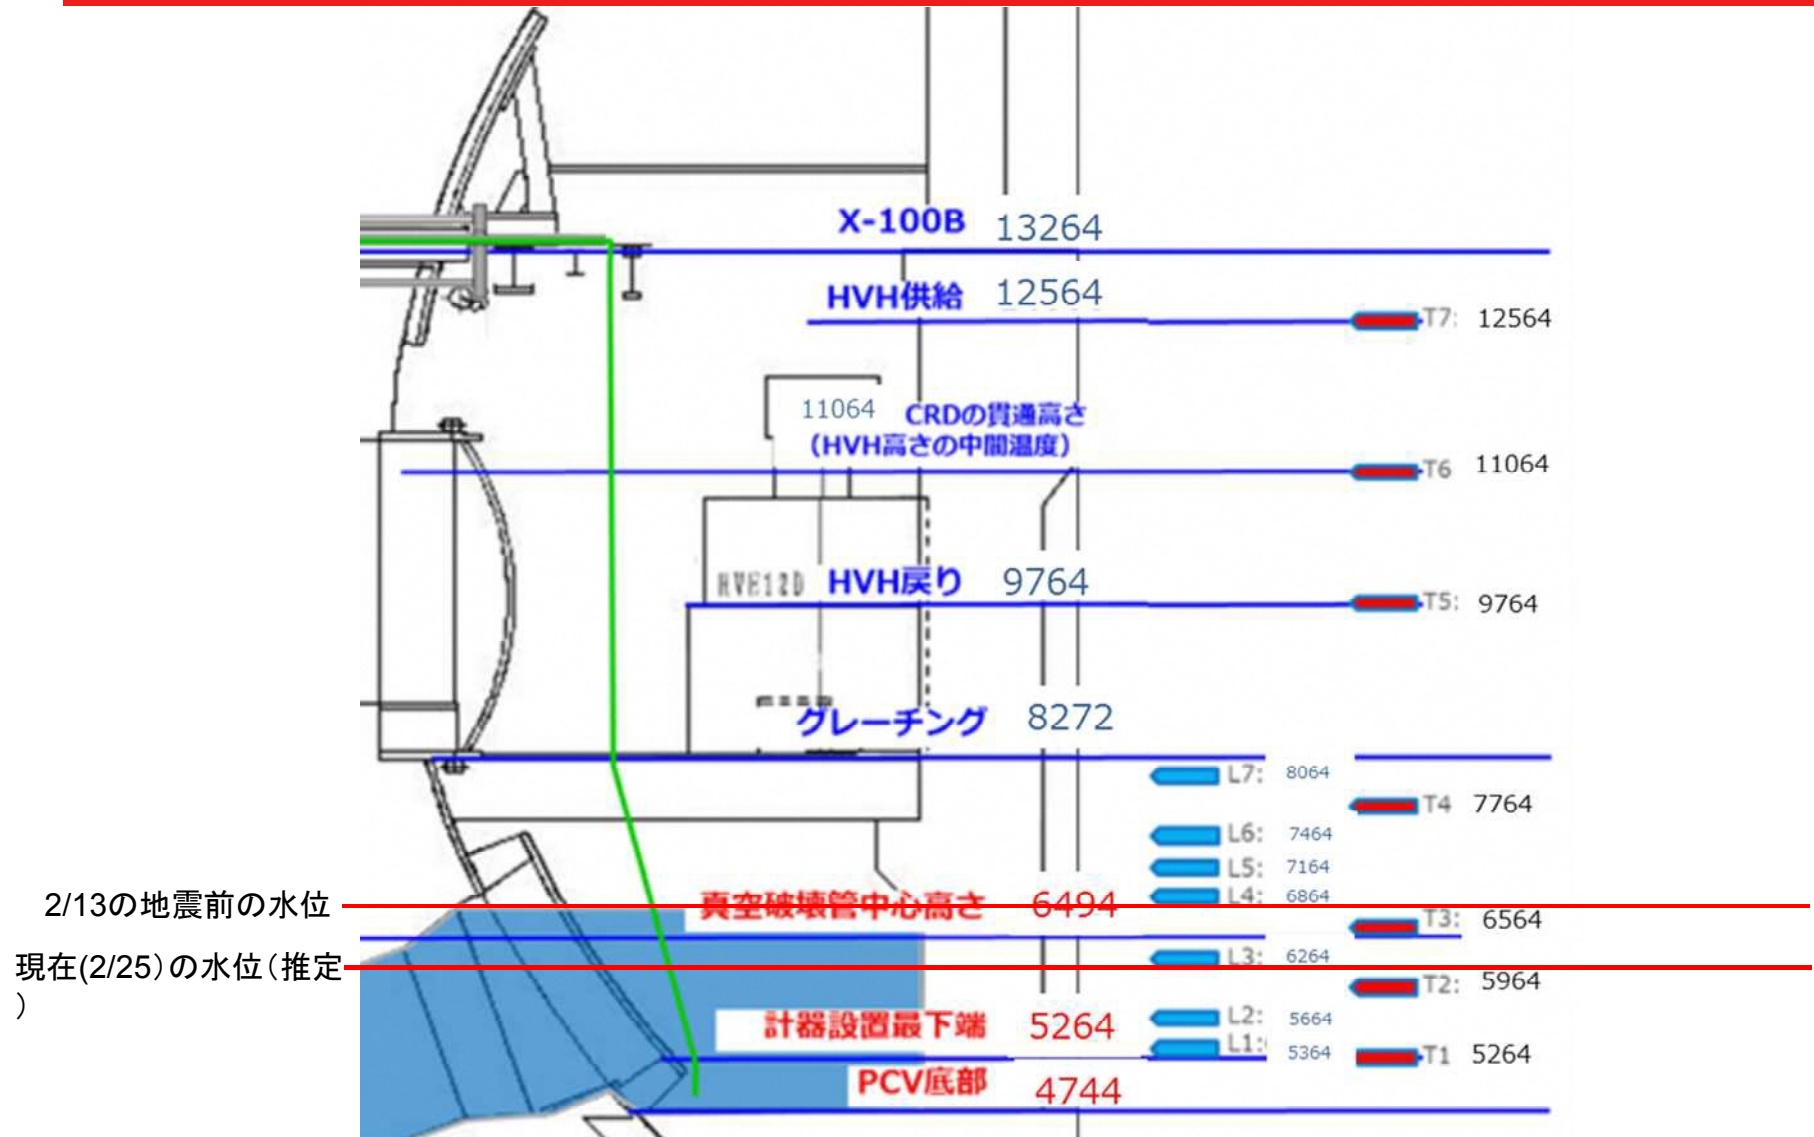 X-100B 13264
HVH供給 12564
T7: 12564
11064 CRDの貫通高さ
(HVH高さの中間温度)
T6 11064
HVH12D HVH戻り 9764
T5: 9764
グレーチング 8272
L7: 8064
T4 7764
L6: 7464
L5: 7164
L4: 6864
2/13の地震前の水位
真空破壊管中心高さ 6494
T3: 6564
現在(2/25)の水位(推定
)
L3: 6264
T2: 5964
計器設置最下端 5264
L2: 5664
L1: 5364
T1 5264
PCV底部 4744